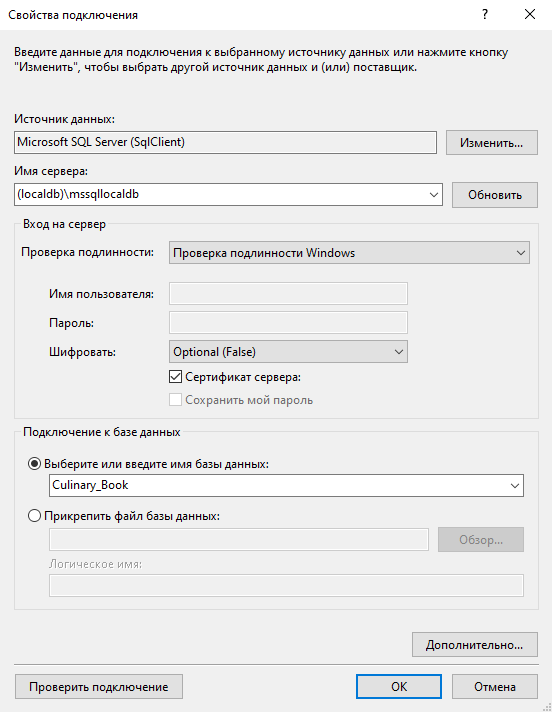 Свойства подключения
Введите данные для подключения к выбранному источнику данных или нажмите кнопку
"Изменить", чтобы выбрать другой источник данных и (или) поставщик.
Источник данных:
Microsoft SQL Server (SqlClient)
Изменить...
Имя сервера:
(localdb)\mssqllocaldb
Обновить
Вход на сервер
Проверка подлинности:
Проверка подлинности Windows
Имя пользователя:
Пароль:
Шифровать:
Optional (False)
Сертификат сервера:
Сохранить мой пароль
Подключение к базе данных
Выберите или введите имя базы данных:
Culinary_Book
Прикрепить файл базы данных:
Обзор...
Логическое имя:
Дополнительно...
Проверить подключение
ОК
Отмена